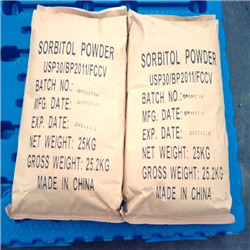 SORBITOL POWDER
USP30/BP2011/FCCV
BATCH NO.:
MFG. DATE:
EXP. DATE:
NET WEIGHT: 25KG
GROSS WEIGHT: 25.2KG
MADE IN CHINA
SORBITOL POWDER
USP30/BP2011/FCCV
BATCH NO.:
MFG. DATE:
EXP. DATE:
NET WEIGHT: 25KG
GROSS WEIGHT: 25.2KG
MADE IN CHINA